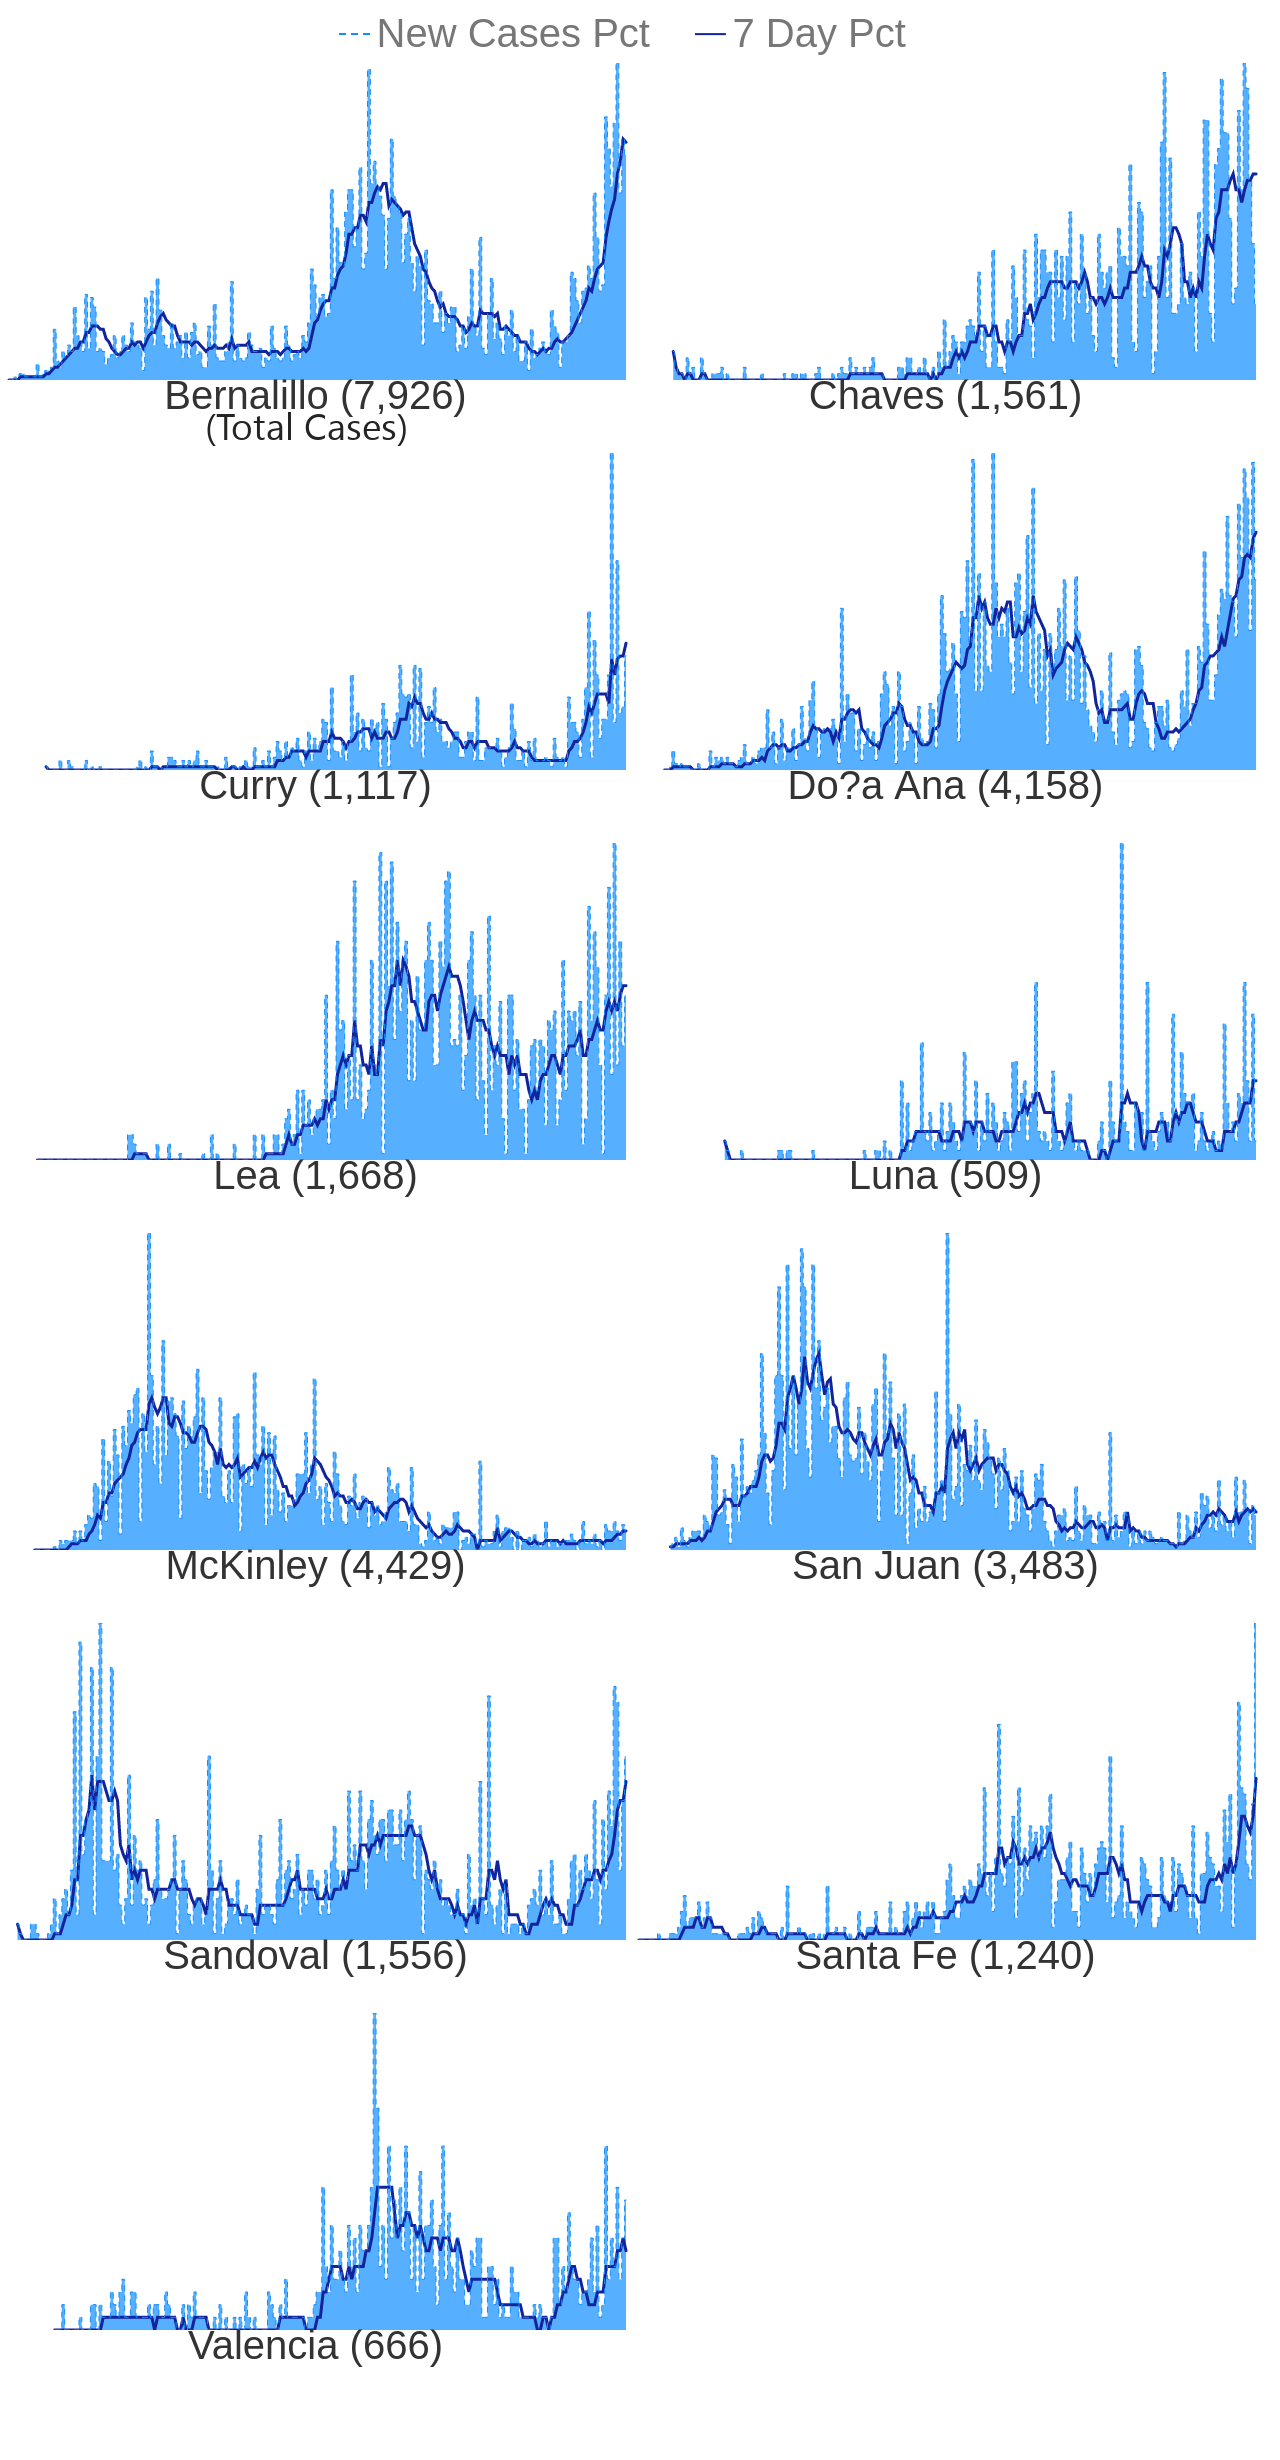 New Cases Pct 7 Day Pct
Bernalillo (7,926)
(Total Cases)
Chaves (1,561)
Curry (1,117)
Do?a Ana (4,158)
Lea (1,668)
Luna (509)
McKinley (4,429)
San Juan (3,483)
Sandoval (1,556)
Santa Fe (1,240)
Valencia (666)